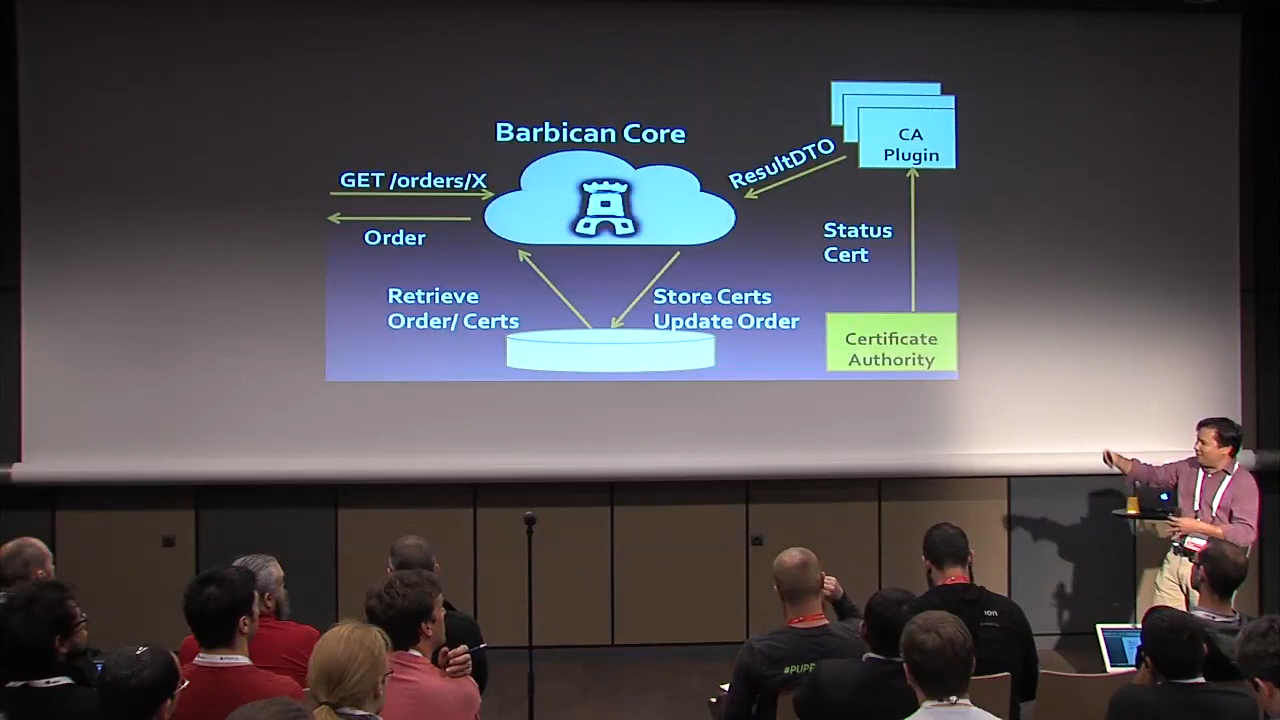 Barbican Core
CA
Plugin
ResultDTO
GET /orders/X
Order
Status
Cert
Retrieve
Order/ Certs
Store Certs
Update Order
Certificate
Authority